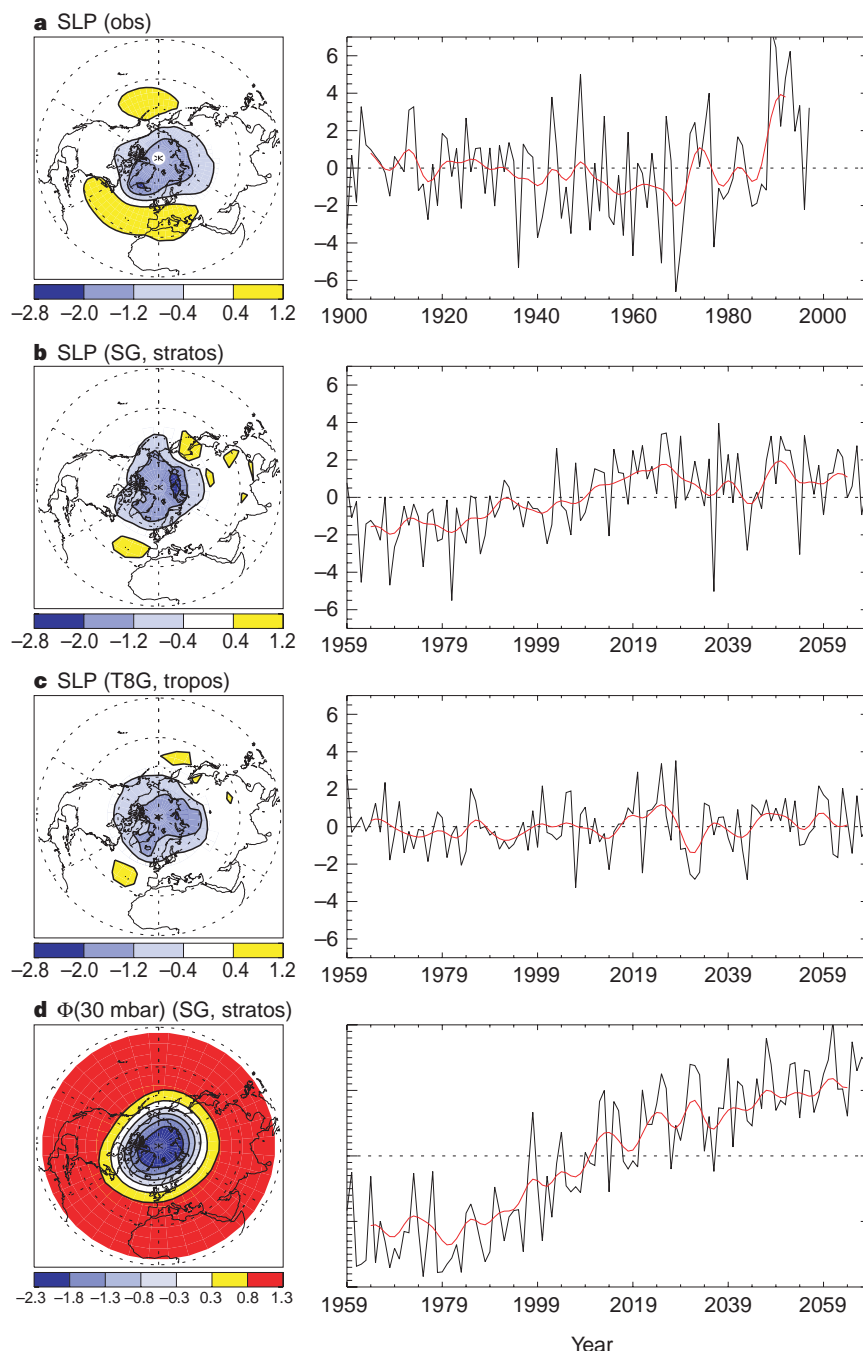 a SLP (obs)
6
4
2
0
−2
−4
−6
−2.8 −2.0 −1.2 −0.4 0.4 1.2
1900 1920 1940 1960 1980 2000
b SLP (SG, stratos)
6
4
2
0
−2
−4
−6
−2.8 −2.0 −1.2 −0.4 0.4 1.2
1959 1979 1999 2019 2039 2059
c SLP (T8G, tropos)
6
4
2
0
−2
−4
−6
−2.8 −2.0 −1.2 −0.4 0.4 1.2
1959 1979 1999 2019 2039 2059
d Φ(30 mbar) (SG, stratos)
−2.3 −1.8 −1.3 −0.8 −0.3 0.3 0.8 1.3
1959 1979 1999 2019 2039 2059
Year